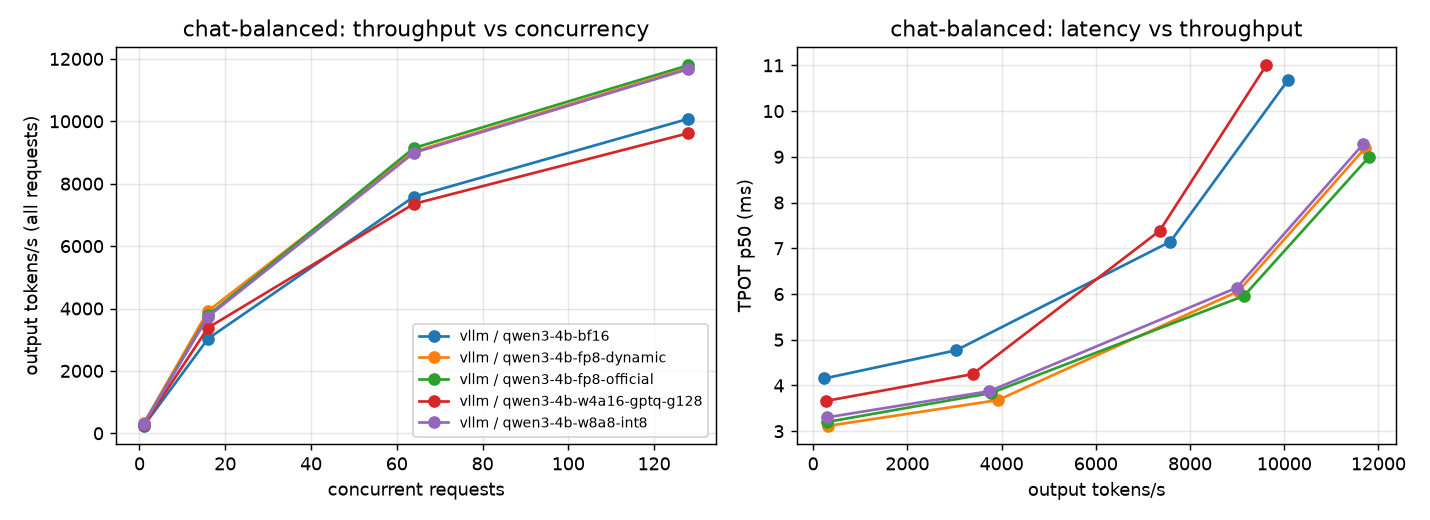 chat-balanced: throughput vs concurrency
output tokens/s (all requests)
12000
10000
8000
6000
4000
2000
0
0 20 40 60 80 100 120
concurrent requests
vllm / qwen3-4b-bf16
vllm / qwen3-4b-fp8-dynamic
vllm / qwen3-4b-fp8-official
vllm / qwen3-4b-w4a16-gptq-g128
vllm / qwen3-4b-w8a8-int8
chat-balanced: latency vs throughput
TPOT p50 (ms)
11
10
9
8
7
6
5
4
3
0 2000 4000 6000 8000 10000 12000
output tokens/s